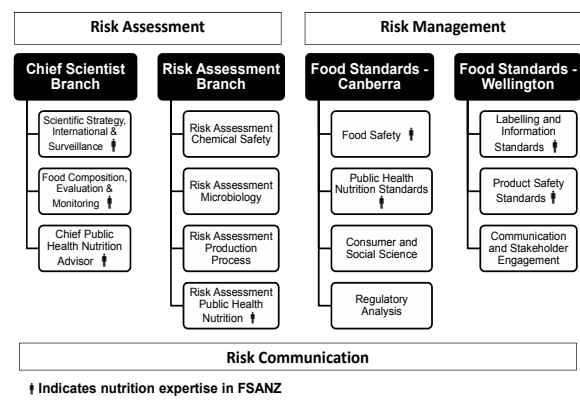 Risk Assessment
Risk Management
Chief Scientist
Branch
Scientific Strategy,
International &
Surveillance
Food Composition,
Evaluation &
Monitoring
Chief Public
Health Nutrition
Advisor
Risk Assessment
Branch
Risk Assessment
Chemical Safety
Risk Assessment
Microbiology
Risk Assessment
Production
Process
Risk Assessment
Public Health
Nutrition
Food Standards -
Canberra
Food Safety
Public Health
Nutrition Standards
Consumer and
Social Science
Regulatory
Analysis
Food Standards -
Wellington
Labelling and
Information
Standards
Product Safety
Standards
Communication
and Stakeholder
Engagement
Risk Communication
Indicates nutrition expertise in FSANZ